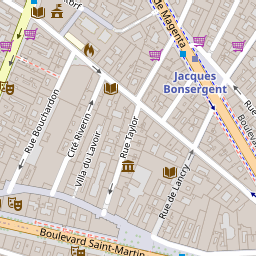 de Magenta
Jacques
Bonsergent
Rue Bouchardon
Cité Riverin
Villa du Lavoir
Rue Taylor
Rue de Lancry
Boulevard Saint-Martin